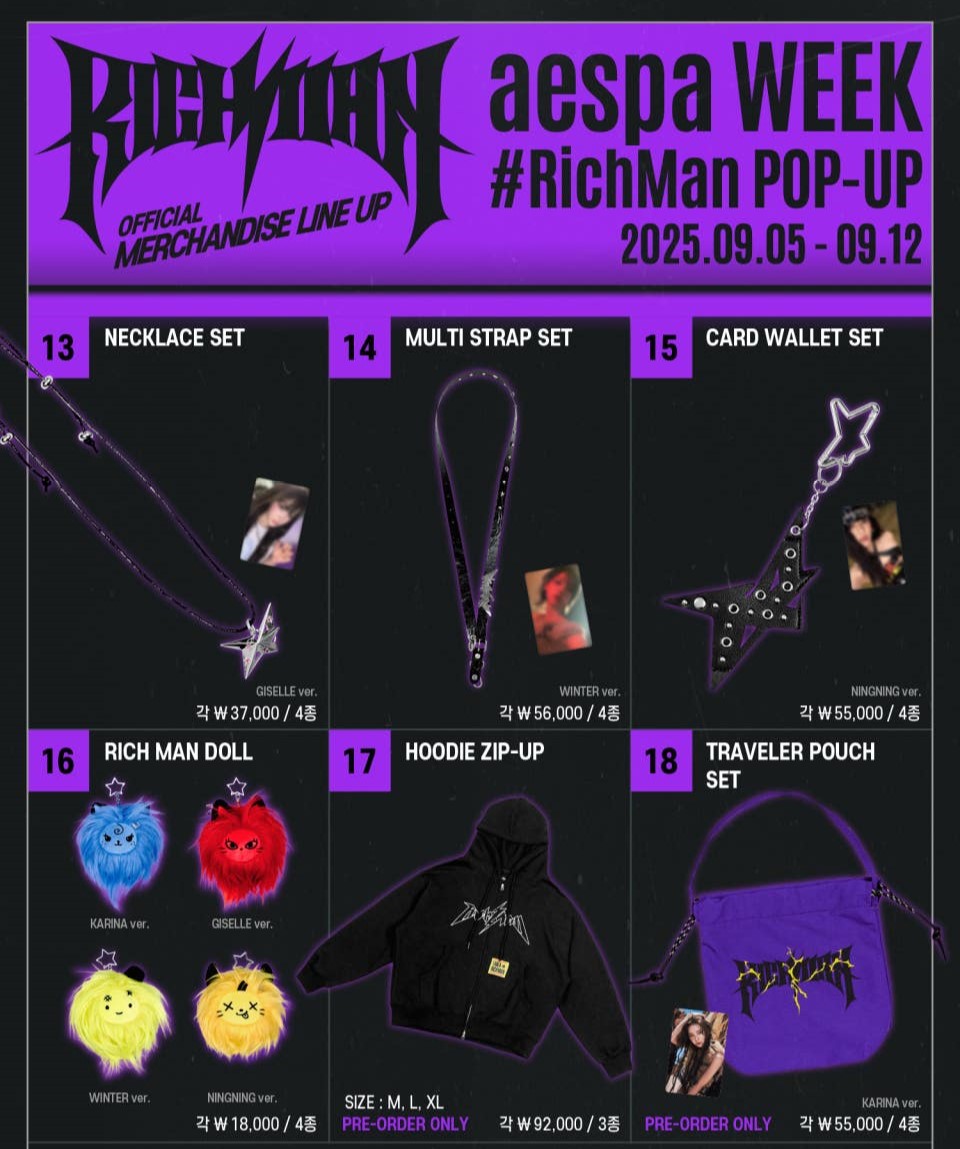 RICH MAN
OFFICIAL
MERCHANDISE LINE UP
aespa WEEK
#RichMan POP-UP
2025.09.05 - 09.12
13 NECKLACE SET
GISELLE ver.
각 ₩ 37,000 / 4종
14 MULTI STRAP SET
WINTER ver.
각 ₩ 56,000 / 4종
15 CARD WALLET SET
NINGNING ver.
각 ₩ 55,000 / 4종
16 RICH MAN DOLL
KARINA ver.
GISELLE ver.
WINTER ver.
NINGNING ver.
각 ₩ 18,000 / 4종
17 HOODIE ZIP-UP
SIZE : M, L, XL
PRE-ORDER ONLY
각 ₩ 92,000 / 3종
18 TRAVELER POUCH
SET
RICH MAN
KARINA ver.
PRE-ORDER ONLY
각 ₩ 55,000 / 4종